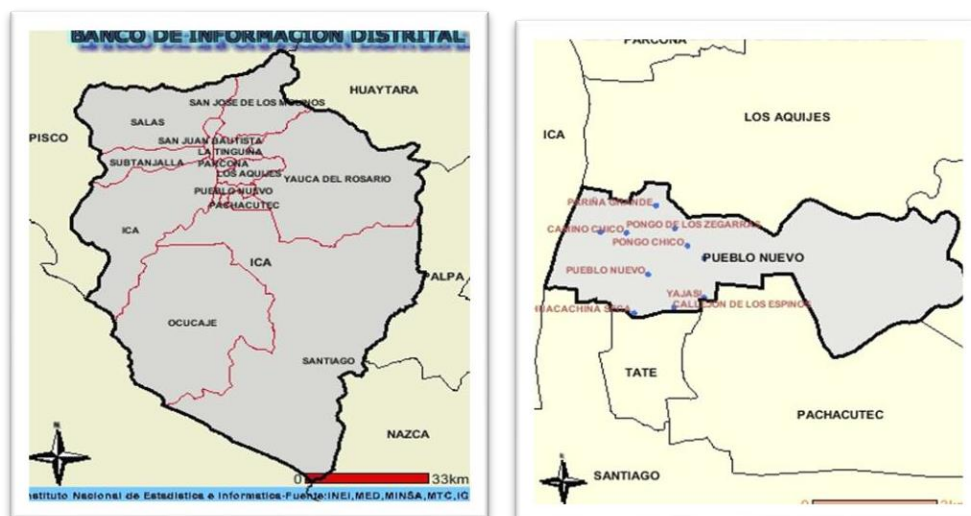 BANCO DE INFORMACION DISTRITAL
HUAYTARA
SAN JOSE DE LOS MOLINOS
SALAS
PISCO
SAN JUAN BAUTISTA
LA TINGUIÑA
SUBTANJALLA
PARCONA
LOS AQUIJES
YAUCA DEL ROSARIO
PUEBLO NUEVO
PACHACUTEC
ICA
ICA
PALPA
OCUCAJE
SANTIAGO
NAZCA
N
0 33km
nstituto Nacional de Estadistica e Informatica-Fuente:INEI,MED,MINSA,MTC,IG
PARCONA
LOS AQUIJES
ICA
PARIÑA GRANDE
PONGO DE LOS ZEGARRAS
CAMINO CHICO
PONGO CHICO
PUEBLO NUEVO
PUEBLO NUEVO
YAJASI
CALLEJON DE LOS ESPINOS
HUACACHINA SECA
TATE
PACHACUTEC
SANTIAGO
N
0